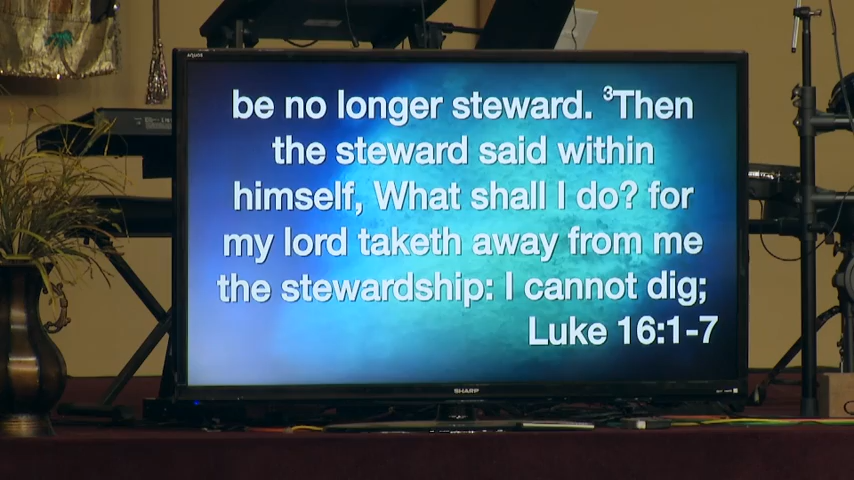 AQUOS
be no longer steward. ³Then
the steward said within
himself, What shall I do? for
my lord taketh away from me
the stewardship: I cannot dig;
Luke 16:1-7
SHARP